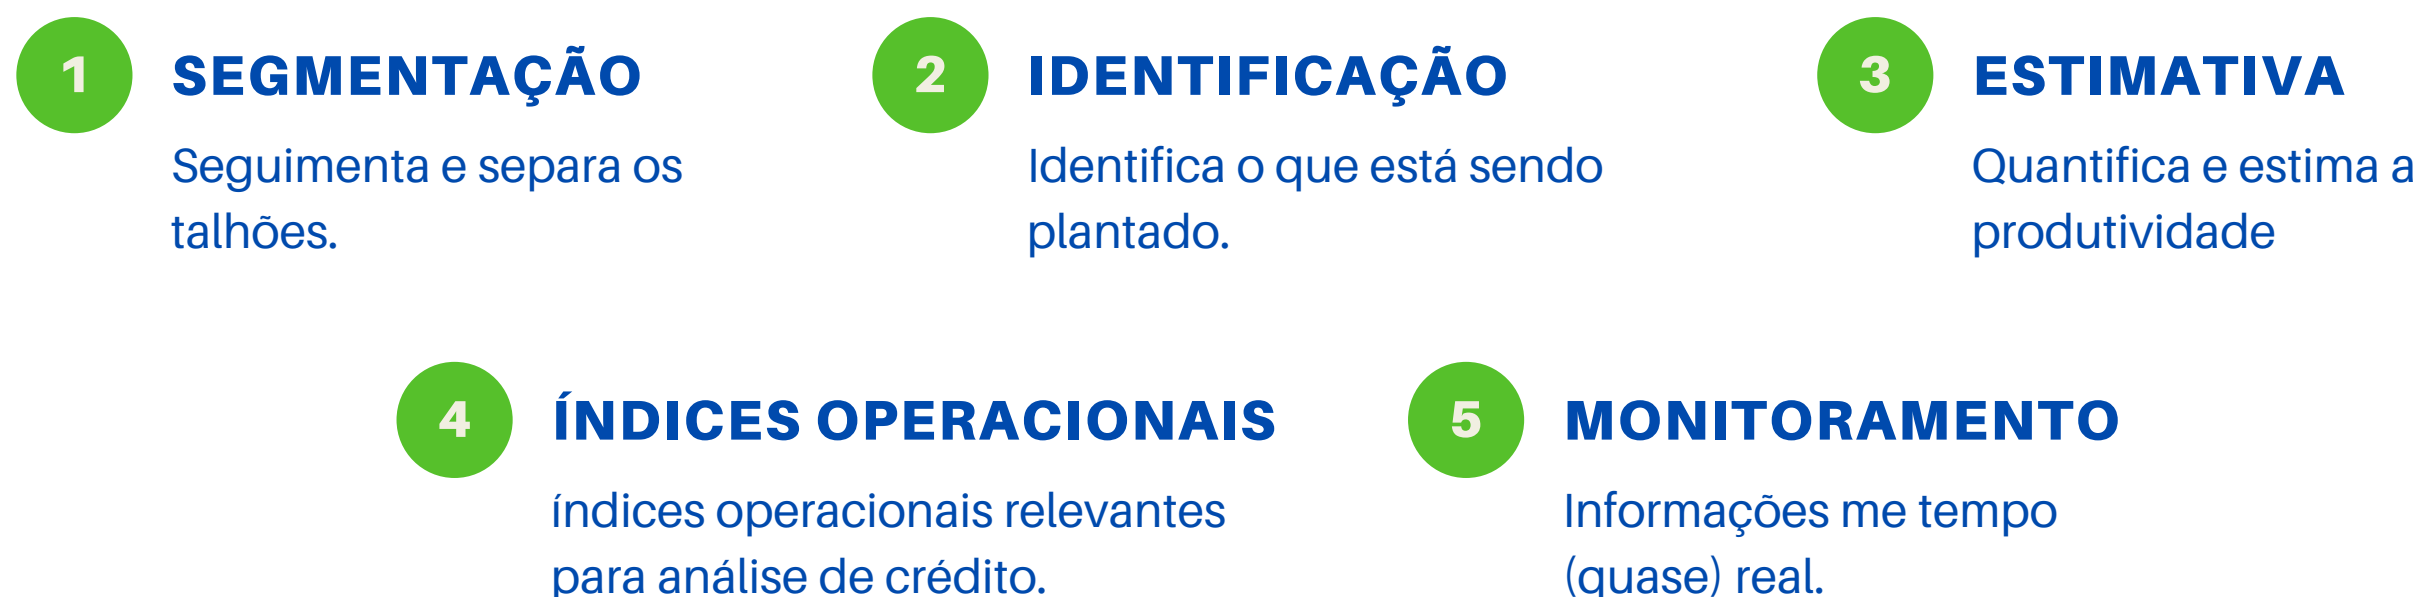 1
SEGMENTAÇÃO
Seguimenta e separa os
talhões.
2
IDENTIFICAÇÃO
Identifica o que está sendo
plantado.
3
ESTIMATIVA
Quantifica e estima a
produtividade
4
ÍNDICES OPERACIONAIS
índices operacionais relevantes
para análise de crédito.
5
MONITORAMENTO
Informações me tempo
(quase) real.